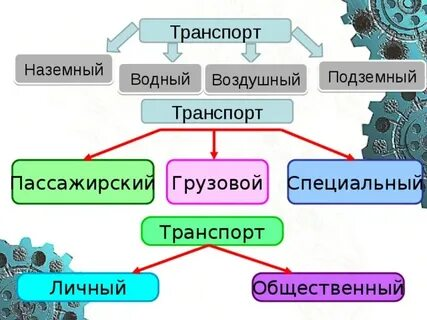 Транспорт
Наземный
Водный
Воздушный
Подземный
Транспорт
Пассажирский
Грузовой
Специальный
Транспорт
Личный
Общественный